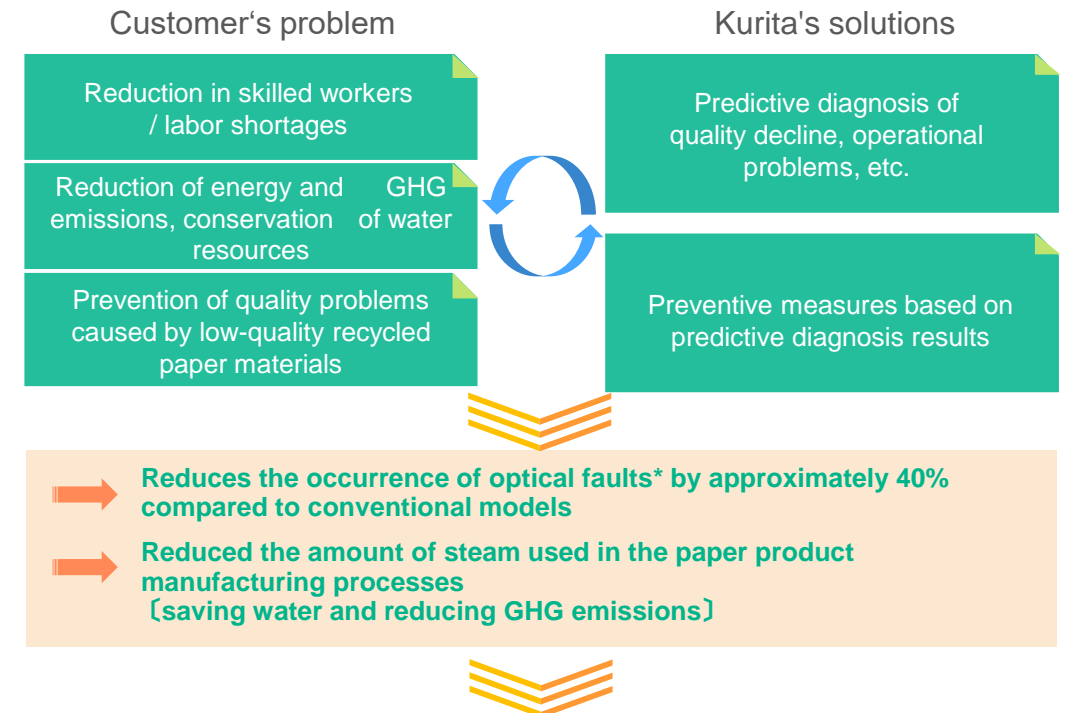 Customer‘s problem
Reduction in skilled workers
/ labor shortages
Reduction of energy and GHG
emissions, conservation of water
resources
Prevention of quality problems
caused by low-quality recycled
paper materials
Kurita's solutions
Predictive diagnosis of
quality decline, operational
problems, etc.
Preventive measures based on
predictive diagnosis results
Reduces the occurrence of optical faults* by approximately 40%
compared to conventional models
Reduced the amount of steam used in the paper product
manufacturing processes
〔saving water and reducing GHG emissions〕